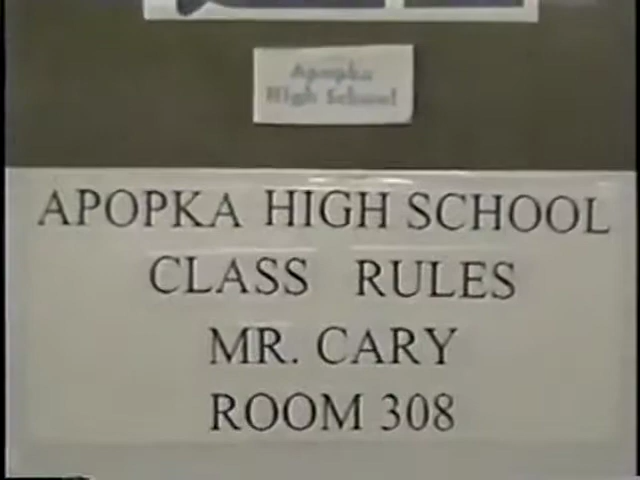 Apopka
High School
APOPKA HIGH SCHOOL
CLASS RULES
MR. CARY
ROOM 308